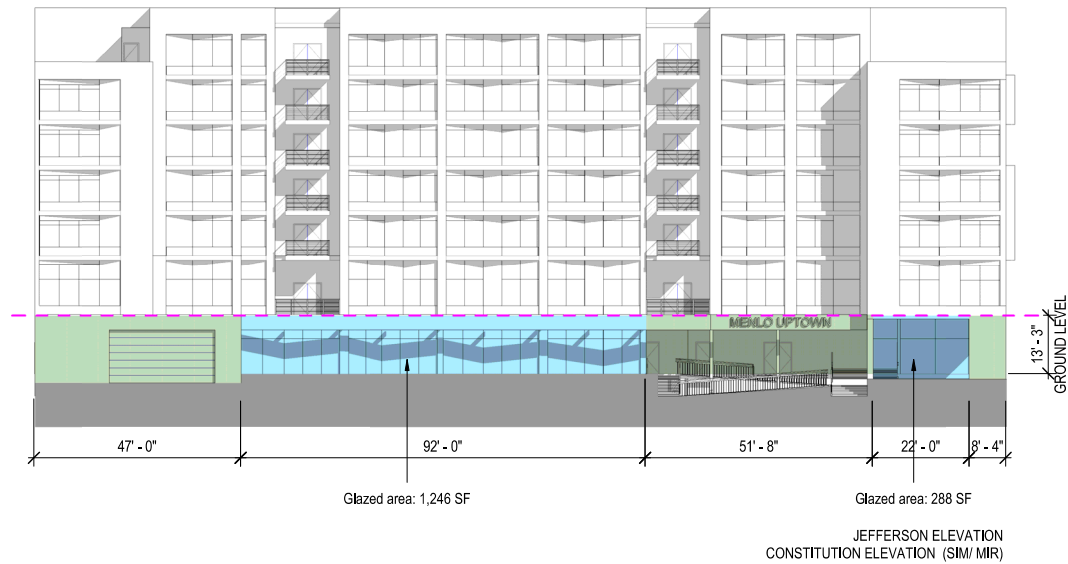 MENLO UPTOWN
13' - 3"
GROUND LEVEL
47' - 0"
92' - 0"
51' - 8"
22' - 0"
8' - 4"
Glazed area: 1,246 SF
Glazed area: 288 SF
JEFFERSON ELEVATION
CONSTITUTION ELEVATION (SIM/ MIR)